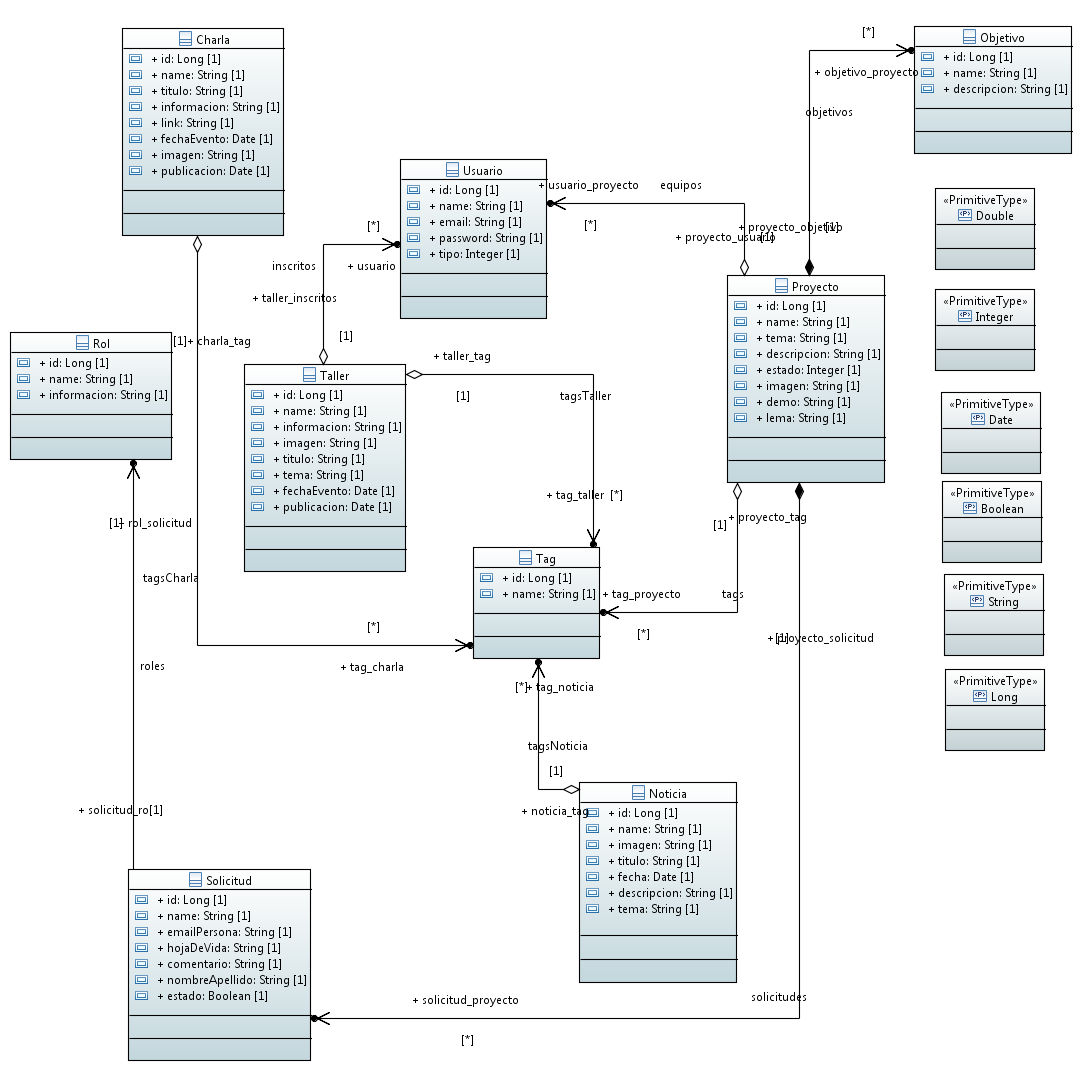 Charla
+ id: Long [1]
+ name: String [1]
+ titulo: String [1]
+ informacion: String [1]
+ link: String [1]
+ fechaEvento: Date [1]
+ imagen: String [1]
+ publicacion: Date [1]
[*]
+ objetivo_proyecto
objetivos
Objetivo
+ id: Long [1]
+ name: String [1]
+ descripcion: String [1]
Usuario
+ id: Long [1]
+ name: String [1]
+ email: String [1]
+ password: String [1]
+ tipo: Integer [1]
+ usuario_proyecto
equipos
[*]
+ proyecto_objetivo
[1]
+ proyecto_usuario
[1]
[*]
inscritos
+ usuario
+ taller_inscritos
[1]
«PrimitiveType»
Double
«PrimitiveType»
Integer
«PrimitiveType»
Date
«PrimitiveType»
Boolean
«PrimitiveType»
String
«PrimitiveType»
Long
Proyecto
+ id: Long [1]
+ name: String [1]
+ tema: String [1]
+ descripcion: String [1]
+ estado: Integer [1]
+ imagen: String [1]
+ demo: String [1]
+ lema: String [1]
Rol
+ id: Long [1]
+ name: String [1]
+ informacion: String [1]
[1]
+ charla_tag
Taller
+ id: Long [1]
+ name: String [1]
+ informacion: String [1]
+ imagen: String [1]
+ titulo: String [1]
+ tema: String [1]
+ fechaEvento: Date [1]
+ publicacion: Date [1]
+ taller_tag
[1]
tagsTaller
+ tag_taller
[*]
[1]
+ rol_solicitud
tagsCharla
[*]
+ tag_charla
roles
+ solicitud_ro
[1]
Tag
+ id: Long [1]
+ name: String [1]
+ tag_proyecto
tags
[*]
[1]
+ proyecto_tag
+ proyecto_solicitud
[1]
[*]
+ tag_noticia
tagsNoticia
[1]
+ noticia_tag
Noticia
+ id: Long [1]
+ name: String [1]
+ imagen: String [1]
+ titulo: String [1]
+ fecha: Date [1]
+ descripcion: String [1]
+ tema: String [1]
Solicitud
+ id: Long [1]
+ name: String [1]
+ emailPersona: String [1]
+ hojaDeVida: String [1]
+ comentario: String [1]
+ nombreApellido: String [1]
+ estado: Boolean [1]
+ solicitud_proyecto
[*]
solicitudes